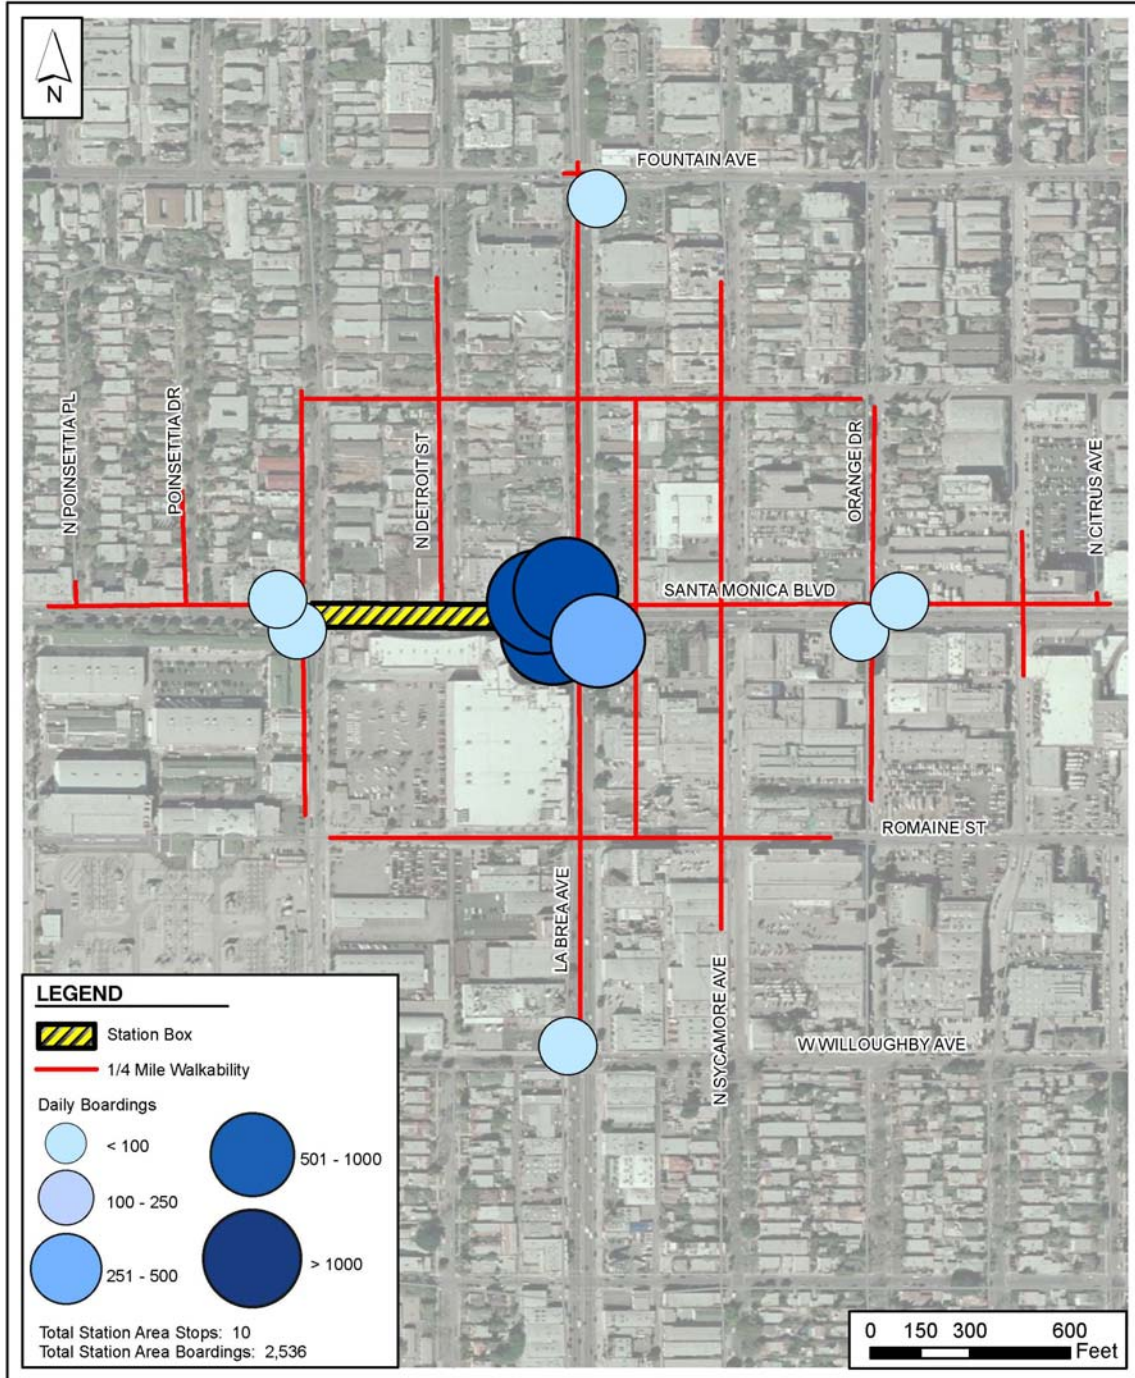 N
FOUNTAIN AVE
N POINSETTIA PL
POINSETTIA DR
N DETROIT ST
ORANGE DR
N CITRUS AVE
SANTA MONICA BLVD
ROMAINE ST
LA BREA AVE
N SYCAMORE AVE
W WILLOUGHBY AVE
LEGEND
Station Box
1/4 Mile Walkability
Daily Boardings
< 100
100 - 250
251 - 500
501 - 1000
> 1000
Total Station Area Stops: 10
Total Station Area Boardings: 2,536
0 150 300 600
Feet